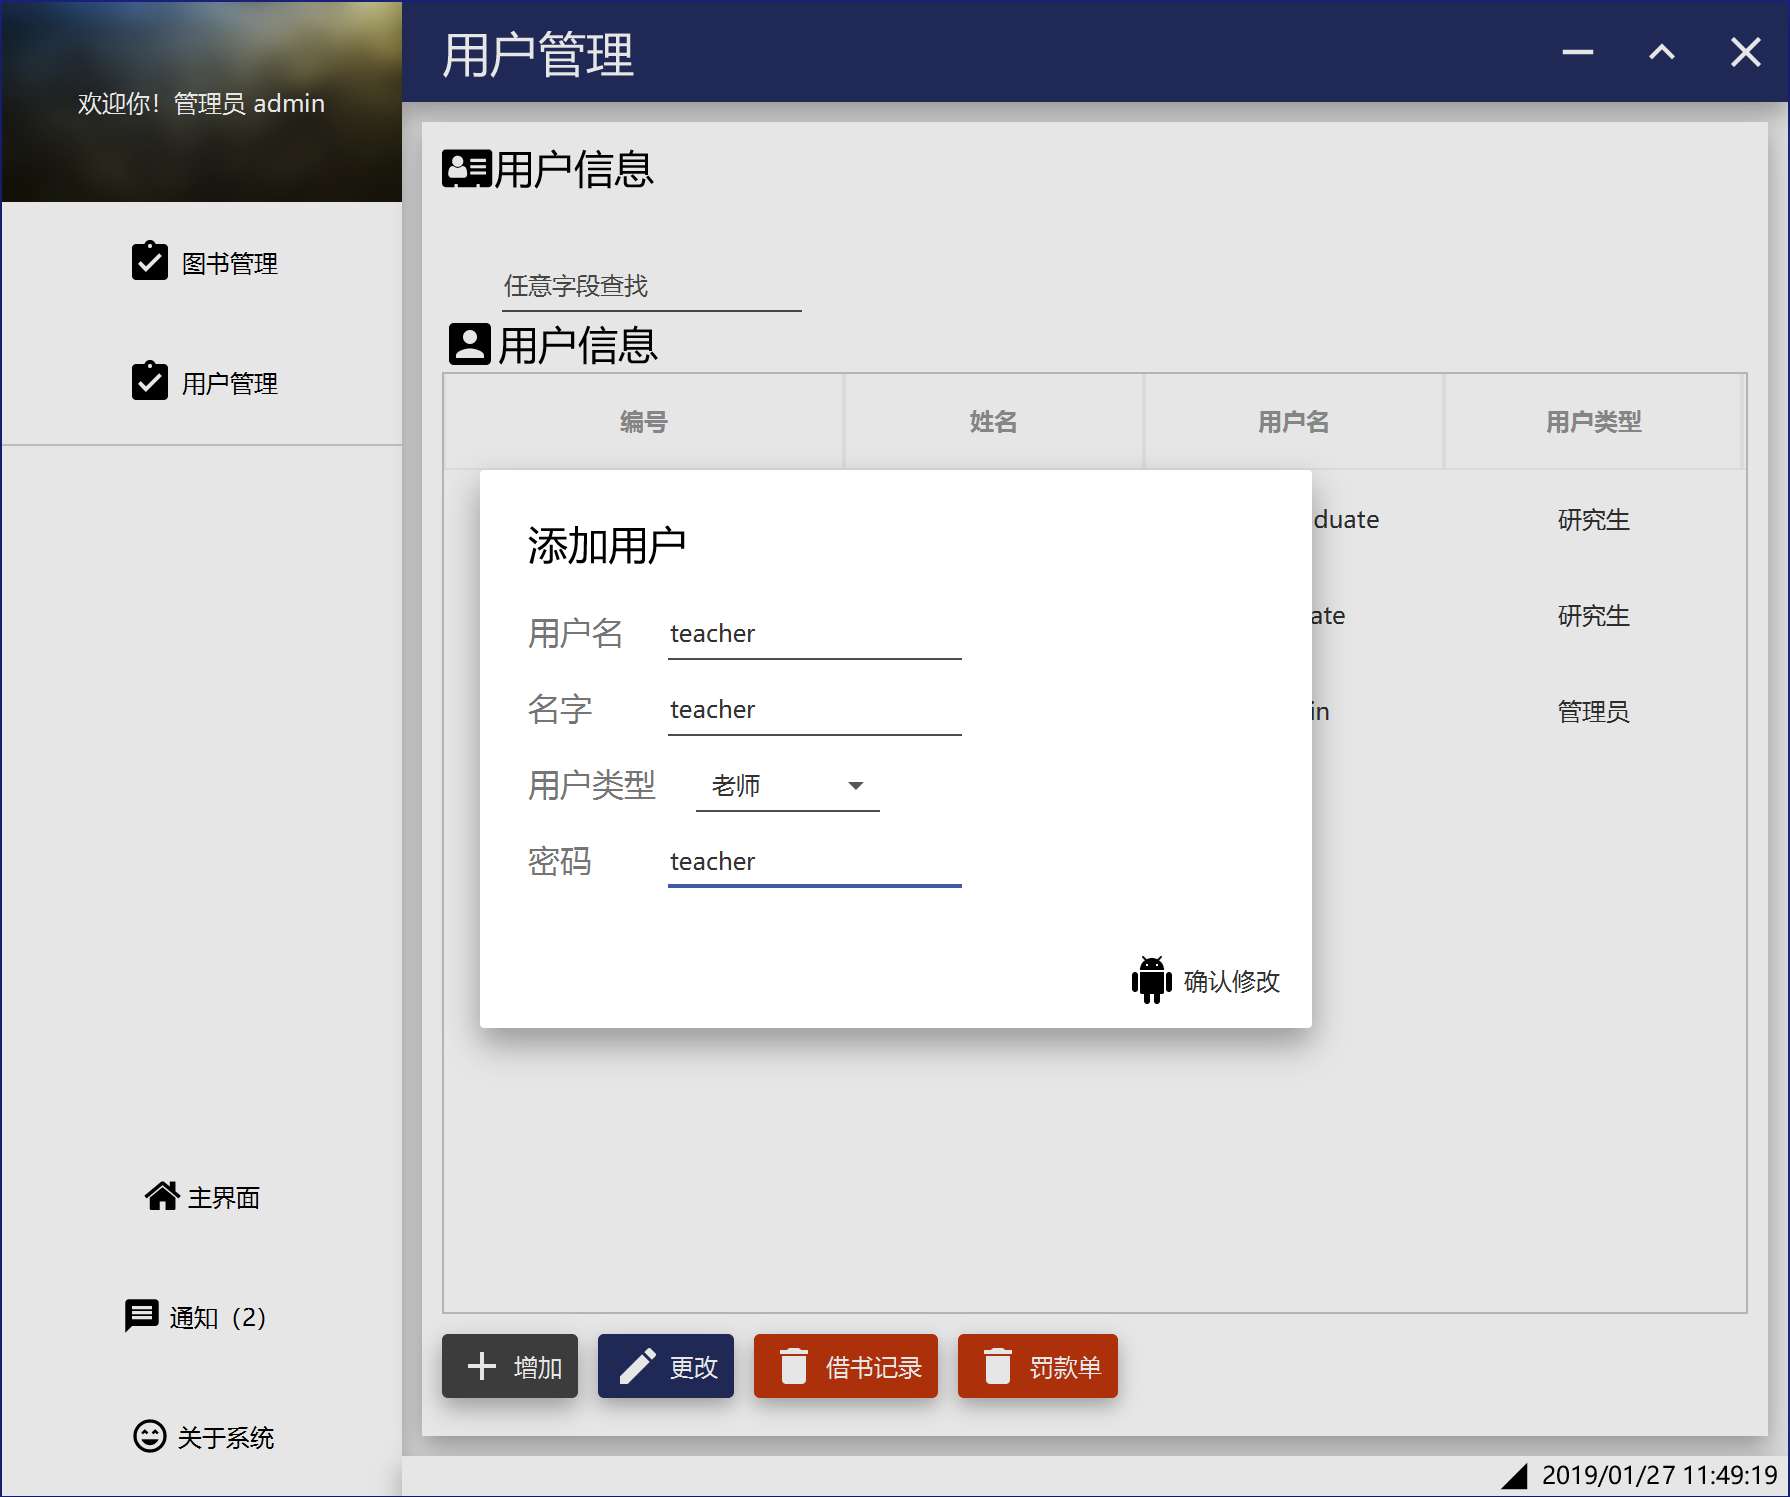 欢迎你！管理员 admin
图书管理
用户管理
主界面
通知（2）
关于系统
用户管理
用户信息
任意字段查找
用户信息
编号 姓名 用户名 用户类型
duate 研究生
ate 研究生
in 管理员
添加用户
用户名 teacher
名字 teacher
用户类型 老师
密码 teacher
确认修改
增加 更改 借书记录 罚款单
2019/01/27 11:49:19